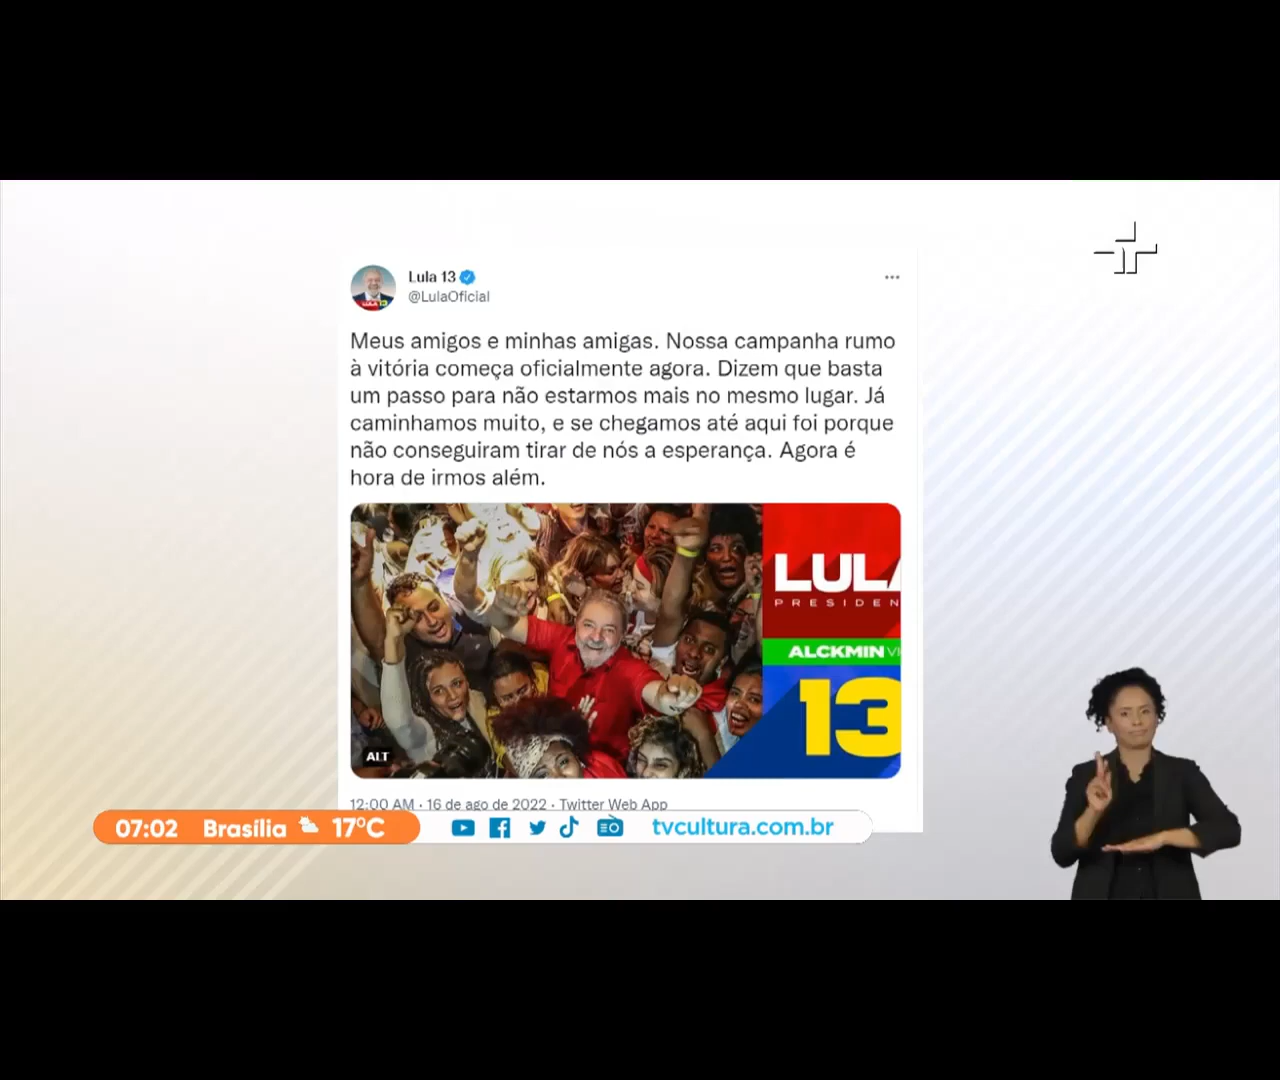 Lula 13
@LulaOficial
Meus amigos e minhas amigas. Nossa campanha rumo
à vitória começa oficialmente agora. Dizem que basta
um passo para não estarmos mais no mesmo lugar. Já
caminhamos muito, e se chegamos até aqui foi porque
não conseguiram tirar de nós a esperança. Agora é
hora de irmos além.
LULA
PRESIDEN
ALCKMIN VI
13
ALT
12:00 AM · 16 de ago de 2022 · Twitter Web App
07:02 Brasília 17ºC
tvcultura.com.br